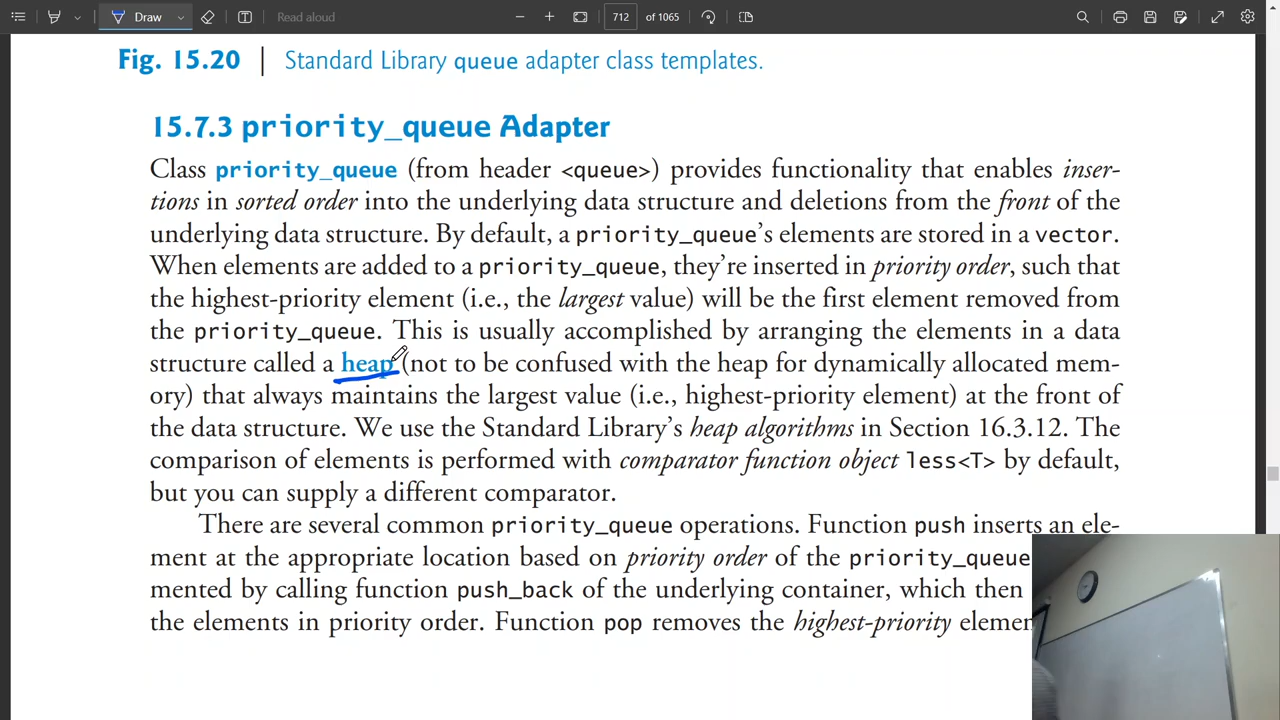 Draw
Read aloud
712 of 1065
Fig. 15.20 | Standard Library queue adapter class templates.
15.7.3 priority_queue Adapter
Class priority_queue (from header <queue>) provides functionality that enables inser-
tions in sorted order into the underlying data structure and deletions from the front of the
underlying data structure. By default, a priority_queue's elements are stored in a vector.
When elements are added to a priority_queue, they're inserted in priority order, such that
the highest-priority element (i.e., the largest value) will be the first element removed from
the priority_queue. This is usually accomplished by arranging the elements in a data
structure called a heap (not to be confused with the heap for dynamically allocated mem-
ory) that always maintains the largest value (i.e., highest-priority element) at the front of
the data structure. We use the Standard Library's heap algorithms in Section 16.3.12. The
comparison of elements is performed with comparator function object less<T> by default,
but you can supply a different comparator.
There are several common priority_queue operations. Function push inserts an ele-
ment at the appropriate location based on priority order of the priority_queue
mented by calling function push_back of the underlying container, which then
the elements in priority order. Function pop removes the highest-priority elemen